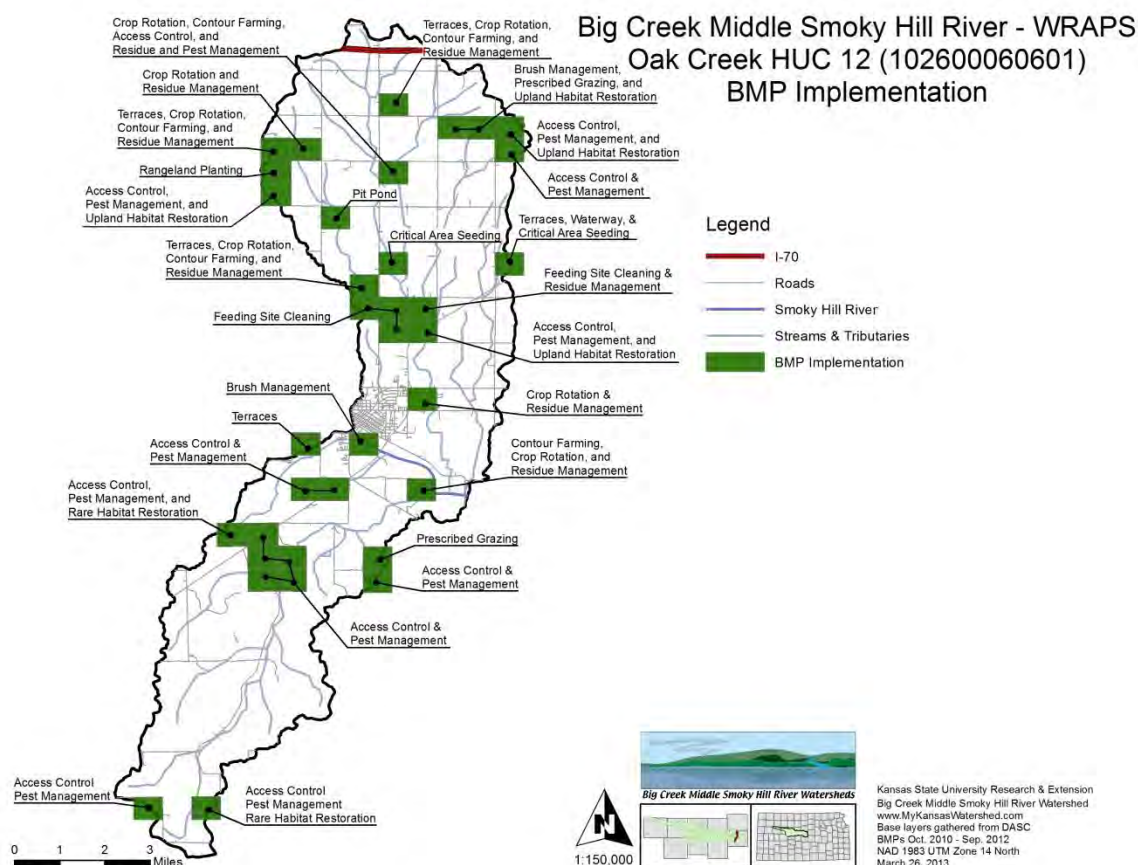 Big Creek Middle Smoky Hill River - WRAPS
Oak Creek HUC 12 (102600060601)
BMP Implementation
Crop Rotation, Contour Farming,
Access Control, and
Residue and Pest Management
Terraces, Crop Rotation,
Contour Farming, and
Residue Management
Crop Rotation and
Residue Management
Brush Management,
Prescribed Grazing, and
Upland Habitat Restoration
Terraces, Crop Rotation,
Contour Farming, and
Residue Management
Access Control,
Pest Management, and
Upland Habitat Restoration
Rangeland Planting
Access Control &
Pest Management
Access Control,
Pest Management, and
Upland Habitat Restoration
Pit Pond
Terraces, Waterway, &
Critical Area Seeding
Critical Area Seeding
Terraces, Crop Rotation,
Contour Farming, and
Residue Management
Feeding Site Cleaning &
Residue Management
Feeding Site Cleaning
Access Control,
Pest Management, and
Upland Habitat Restoration
Brush Management
Crop Rotation &
Residue Management
Terraces
Access Control &
Pest Management
Contour Farming,
Crop Rotation, and
Residue Management
Access Control,
Pest Management, and
Rare Habitat Restoration
Prescribed Grazing
Access Control &
Pest Management
Access Control &
Pest Management
Access Control
Pest Management
Access Control
Pest Management
Rare Habitat Restoration
Legend
I-70
Roads
Smoky Hill River
Streams & Tributaries
BMP Implementation
0 1 2 3
Miles
N
1:150,000
Big Creek Middle Smoky Hill River Watersheds
Kansas State University Research & Extension
Big Creek Middle Smoky Hill River Watershed
www.MyKansasWatershed.com
Base layers gathered from DASC
BMPs Oct. 2010 - Sep. 2012
NAD 1983 UTM Zone 14 North
March 26, 2013